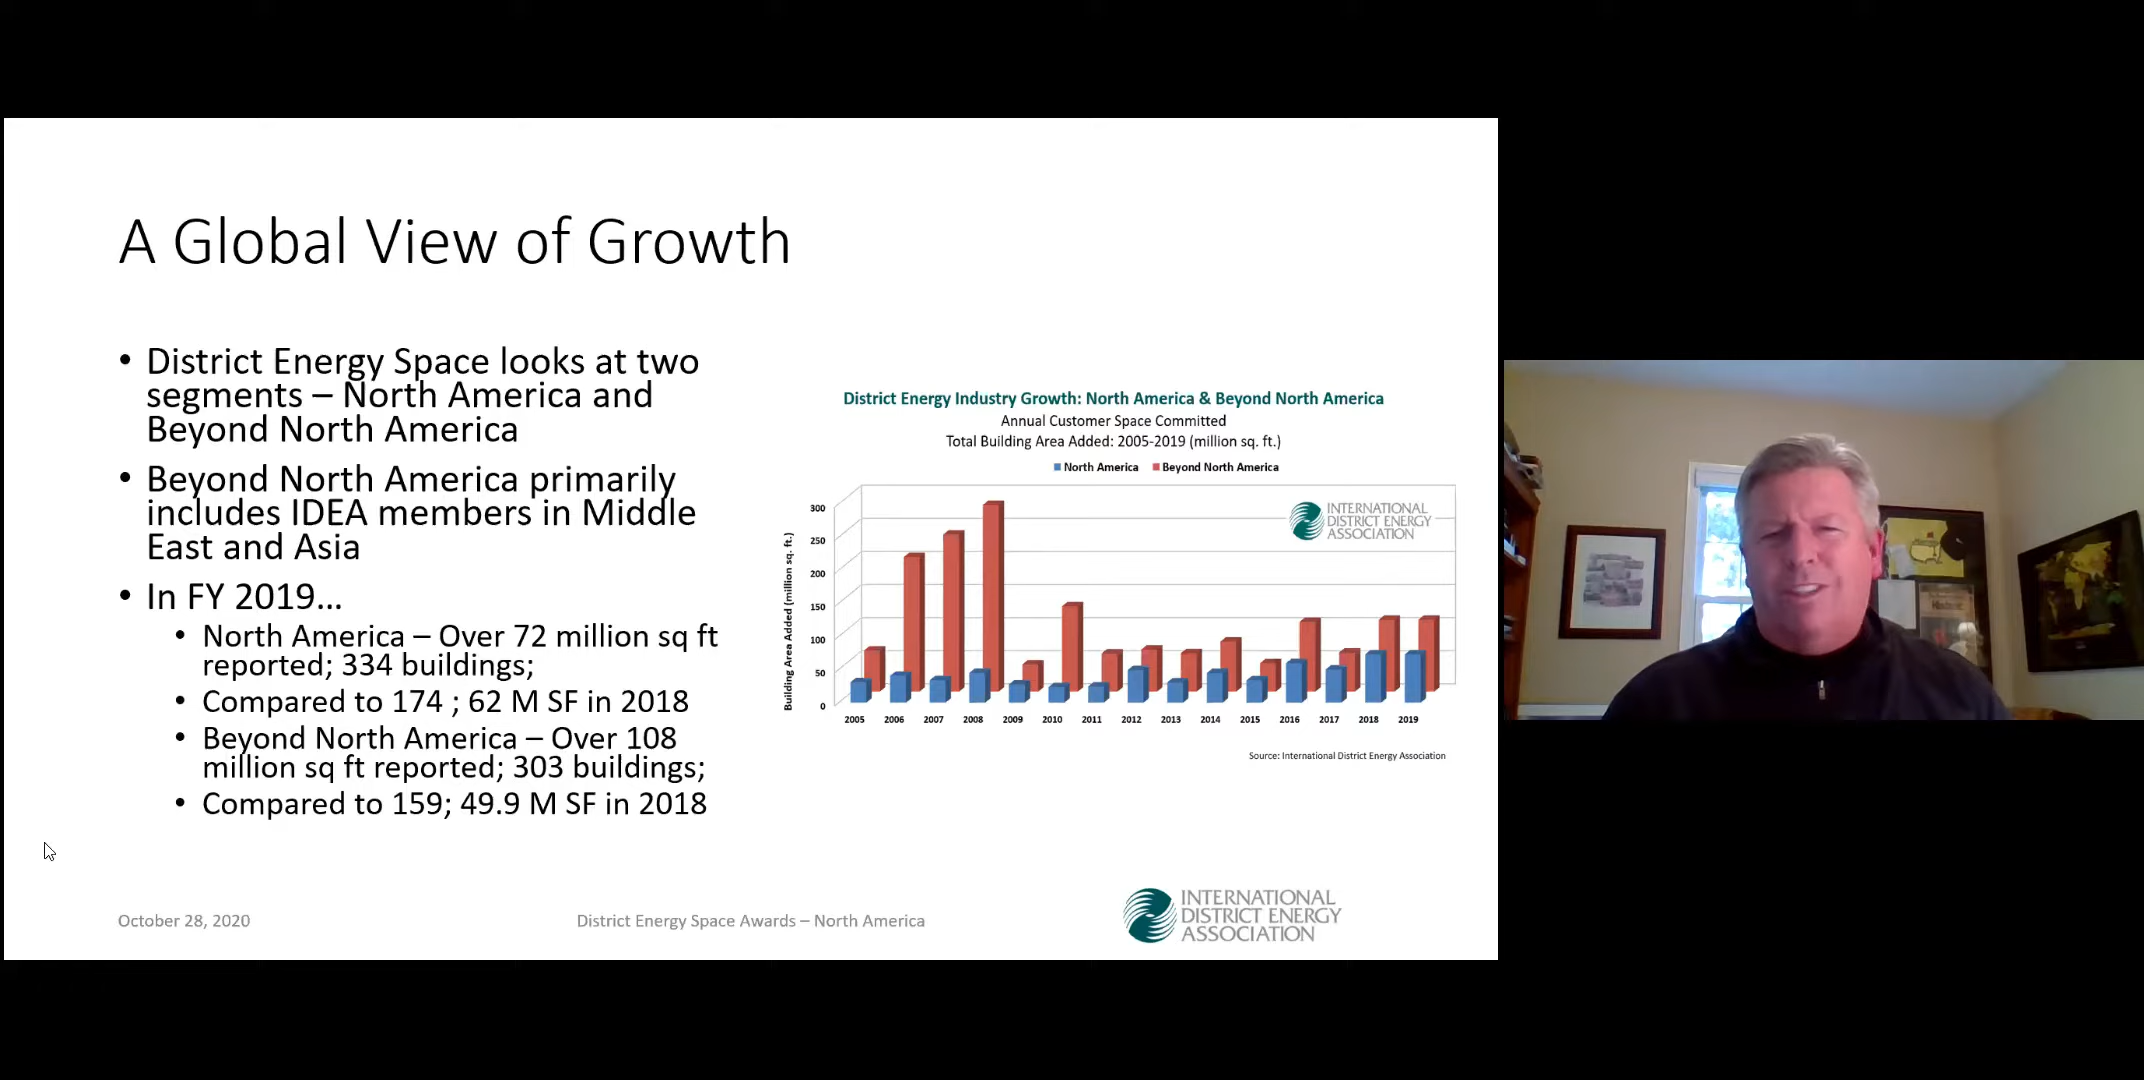 A Global View of Growth
• District Energy Space looks at two
segments – North America and
Beyond North America
• Beyond North America primarily
includes IDEA members in Middle
East and Asia
• In FY 2019...
• North America – Over 72 million sq ft
reported; 334 buildings;
• Compared to 174 ; 62 M SF in 2018
• Beyond North America – Over 108
million sq ft reported; 303 buildings;
• Compared to 159; 49.9 M SF in 2018
District Energy Industry Growth: North America & Beyond North America
Annual Customer Space Committed
Total Building Area Added: 2005-2019 (million sq. ft.)
North America Beyond North America
INTERNATIONAL
DISTRICT ENERGY
ASSOCIATION
Building Area Added (million sq. ft.)
300
250
200
150
100
50
0
2005 2006 2007 2008 2009 2010 2011 2012 2013 2014 2015 2016 2017 2018 2019
Source: International District Energy Association
October 28, 2020
District Energy Space Awards – North America
INTERNATIONAL
DISTRICT ENERGY
ASSOCIATION